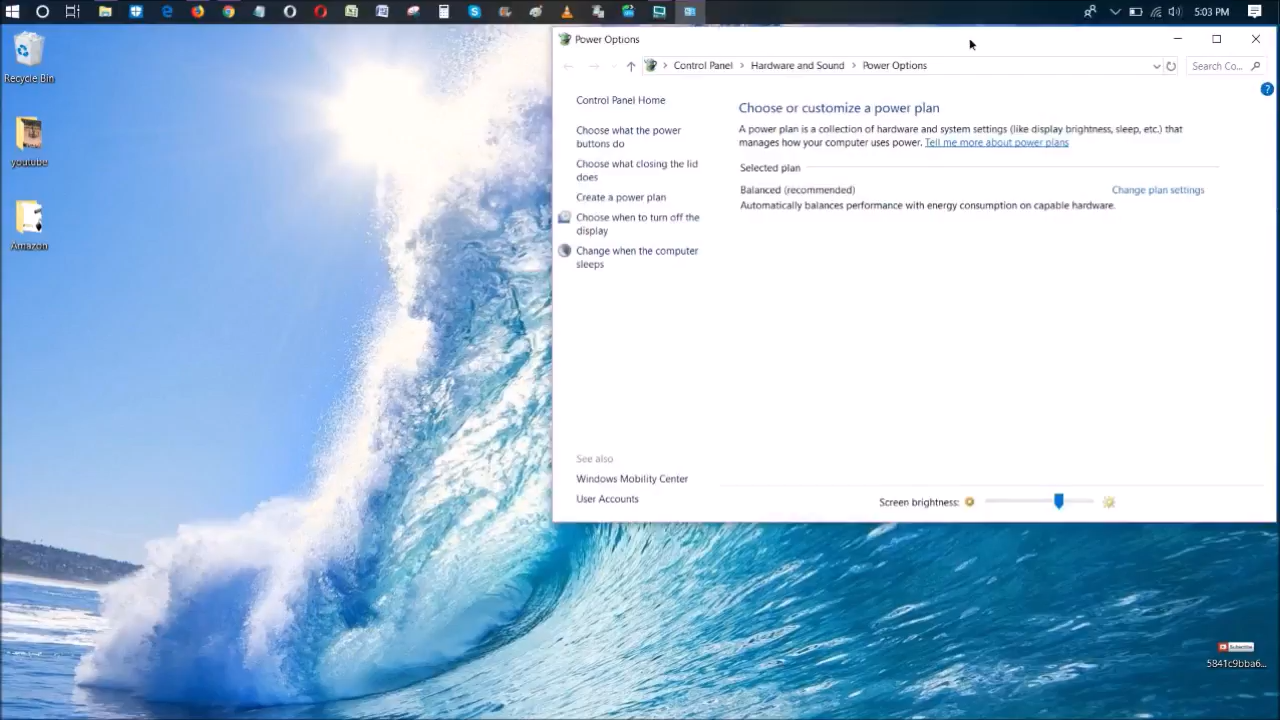 5:03 PM
Recycle Bin
youtube
Amazon
Power Options
Control Panel > Hardware and Sound > Power Options
Search Co...
Control Panel Home
Choose what the power
buttons do
Choose what closing the lid
does
Create a power plan
Choose when to turn off the
display
Change when the computer
sleeps
See also
Windows Mobility Center
User Accounts
Choose or customize a power plan
A power plan is a collection of hardware and system settings (like display brightness, sleep, etc.) that
manages how your computer uses power. Tell me more about power plans
Selected plan
Balanced (recommended)
Change plan settings
Automatically balances performance with energy consumption on capable hardware.
Screen brightness:
Subscribe
5841c9bba6...